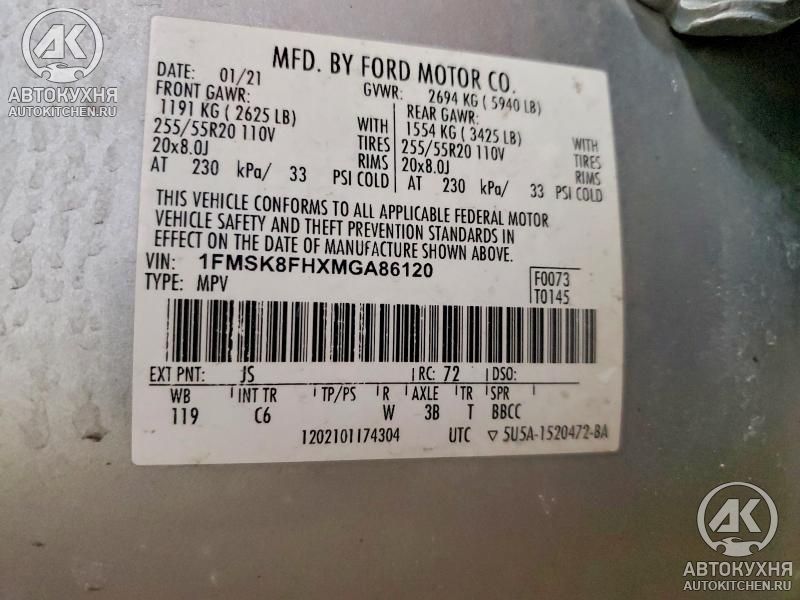 АК
АВТОКУХНЯ
AUTOKITCHEN.RU
MFD. BY FORD MOTOR CO.
DATE: 01/21 GVWR: 2694 KG ( 5940 LB)
FRONT GAWR: REAR GAWR:
1191 KG ( 2625 LB) WITH 1554 KG ( 3425 LB) WITH
255/55R20 110V TIRES 255/55R20 110V TIRES
20x8.0J RIMS 20x8.0J RIMS
AT 230 kPa/ 33 PSI COLD AT 230 kPa/ 33 PSI COLD
THIS VEHICLE CONFORMS TO ALL APPLICABLE FEDERAL MOTOR
VEHICLE SAFETY AND THEFT PREVENTION STANDARDS IN
EFFECT ON THE DATE OF MANUFACTURE SHOWN ABOVE.
VIN: 1FMSK8FHXMGA86120 F0073
TYPE: MPV T0145
EXT PNT: JS RC: 72 DSO:
WB INT TR TP/PS R AXLE TR SPR
119 C6 W 3B T BBCC
1202101174304 UTC ▽ 5U5A-1520472-BA
АК
АВТОКУХНЯ
AUTOKITCHEN.RU